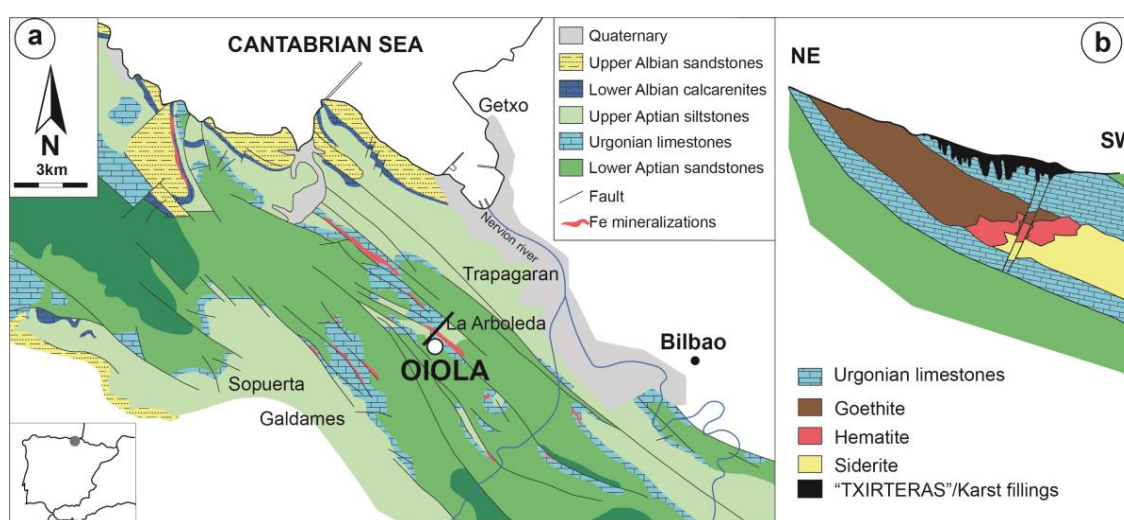 a
CANTABRIAN SEA
N
3km
Getxo
Nervion river
Trapagaran
La Arboleda
OIOLA
Bilbao
Sopuerta
Galdames
Quaternary
Upper Albian sandstones
Lower Albian calcarenites
Upper Aptian siltstones
Urgonian limestones
Lower Aptian sandstones
Fault
Fe mineralizations
b
NE
SW
Urgonian limestones
Goethite
Hematite
Siderite
“TXIRTERAS”/Karst fillings